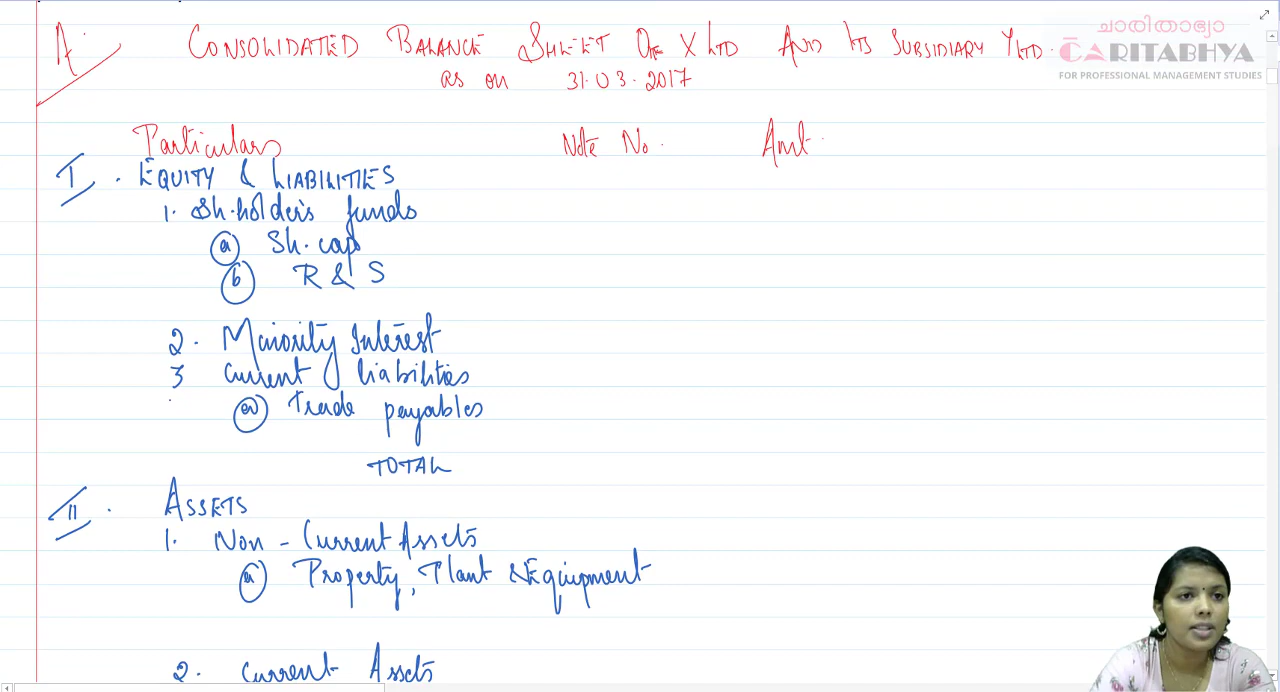 A.
CONSOLIDATED BALANCE SHEET OF X LTD AND ITS SUBSIDIARY Y LTD.
as on 31.03.2017
ചാരിതാഭ്യാ
CARITABHYA
FOR PROFESSIONAL MANAGEMENT STUDIES
Particulars Note No. Amt.
I. EQUITY & LIABILITIES
1. Sh.holder's funds
a Sh. cap
b R & S
2. Minority Interest
3 Current liabilities
a Trade payables
TOTAL
II. ASSETS
1. Non - Current Assets
a Property, Plant & Equipment
2. Current Assets